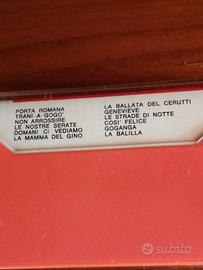 PORTA ROMANA
TRANI A GOGO'
NON ARROSSIRE
LE NOSTRE SERATE
DOMANI CI VEDIAMO
LA MAMMA DEL GINO
LA BALLATA DEL CERUTTI
GENEVIEVE
LE STRADE DI NOTTE
COSI' FELICE
GOGANGA
LA BALILLA
subito